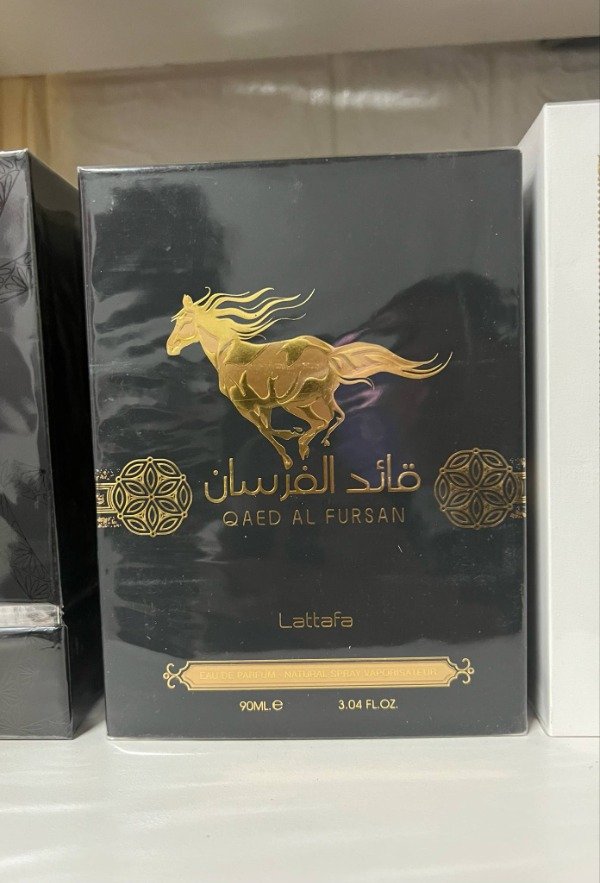 قائد الفرسان
QAED AL FURSAN
Lattafa
EAU DE PARFUM - NATURAL SPRAY VAPORISATEUR
90ML.℮ 3.04 FL.OZ.